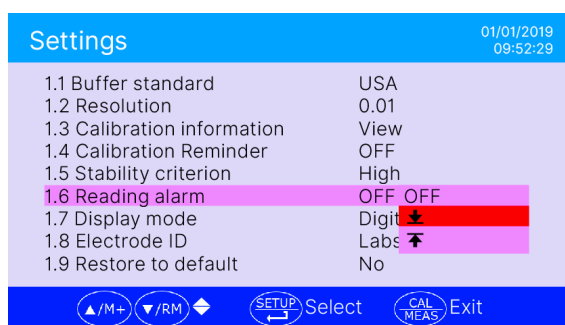 Settings
01/01/2019
09:52:29
1.1 Buffer standard USA
1.2 Resolution 0.01
1.3 Calibration information View
1.4 Calibration Reminder OFF
1.5 Stability criterion High
1.6 Reading alarm OFF OFF
1.7 Display mode Digit
1.8 Electrode ID Labs
1.9 Restore to default No
▲/M+ ▼/RM SETUP Select CAL MEAS Exit